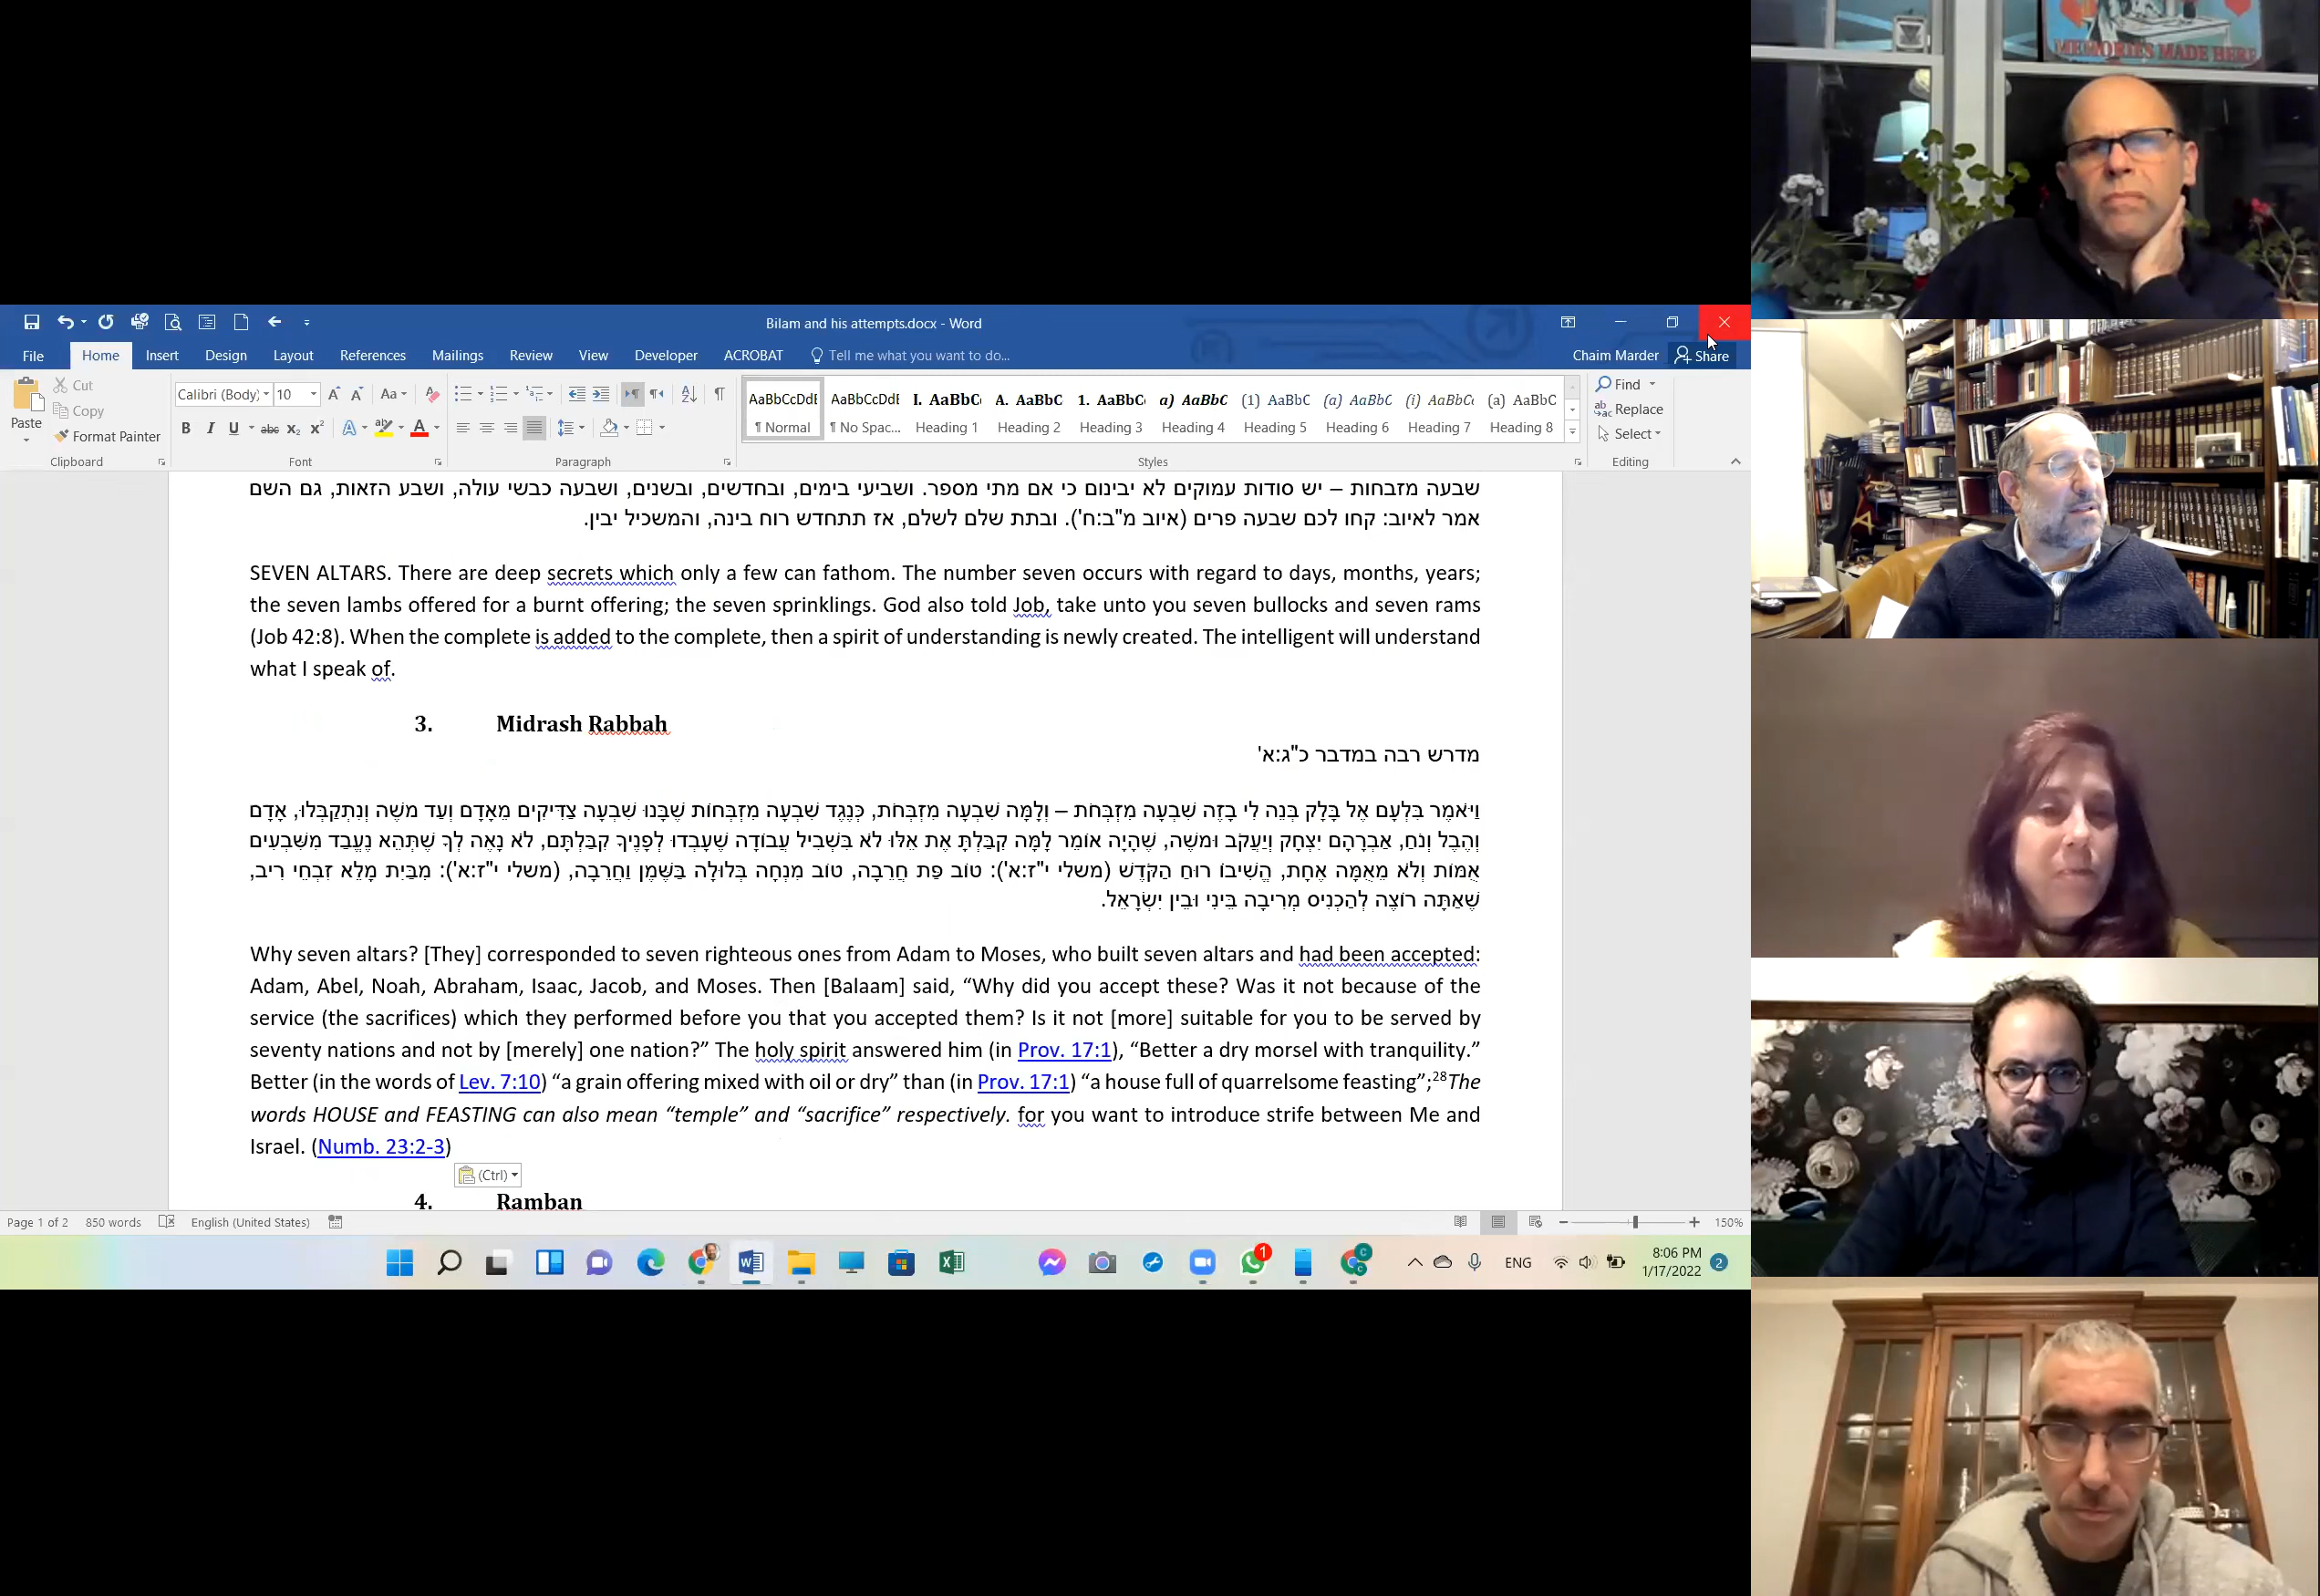 MEMORIES MADE HERE
Bilam and his attempts.docx - Word
File Home Insert Design Layout References Mailings Review View Developer ACROBAT Tell me what you want to do... Chaim Marder Share
Paste Cut Copy Format Painter
Clipboard
Calibri (Body) 10
Font
Paragraph
AaBbCcDdE AaBbCcDdE I. AaBbC A. AaBbC 1. AaBbC a) AaBbC (1) AaBbC (a) AaBbC (i) AaBbCc (a) AaBbC
¶ Normal ¶ No Spac... Heading 1 Heading 2 Heading 3 Heading 4 Heading 5 Heading 6 Heading 7 Heading 8
Styles
Find
Replace
Select
Editing
שבעה מזבחות – יש סודות עמוקים לא יבינום כי אם מתי מספר. ושביעי בימים, ובחדשים, ובשנים, ושבעה כבשי עולה, ושבע הזאות, גם השם
אמר לאיוב: קחו לכם שבעה פרים (איוב מ"ב:ח'). ובתת שלם לשלם, אז תתחדש רוח בינה, והמשכיל יבין.
SEVEN ALTARS. There are deep secrets which only a few can fathom. The number seven occurs with regard to days, months, years;
the seven lambs offered for a burnt offering; the seven sprinklings. God also told Job, take unto you seven bullocks and seven rams
(Job 42:8). When the complete is added to the complete, then a spirit of understanding is newly created. The intelligent will understand
what I speak of.
3. Midrash Rabbah
מדרש רבה במדבר כ"ג:א'
וַיֹּאמֶר בִּלְעָם אֶל בָּלָק בְּנֵה לִי בָזֶה שִׁבְעָה מִזְבְּחֹת – וְלָמָּה שִׁבְעָה מִזְבְּחֹת, כְּנֶגֶד שִׁבְעָה מִזְבְּחוֹת שֶׁבָּנוּ שִׁבְעָה צַדִּיקִים מֵאָדָם וְעַד משֶׁה וְנִתְקַבְּלוּ, אָדָם
וְהֶבֶל וְנֹחַ, אַבְרָהָם יִצְחָק וְיַעֲקֹב וּמשֶׁה, שֶׁהָיָה אוֹמֵר לָמָּה קִבַּלְתָּ אֶת אֵלּוּ לֹא בִּשְׁבִיל עֲבוֹדָה שֶׁעָבְדוּ לְפָנֶיךָ קִבַּלְתָּם, לֹא נָאֶה לְךָ שֶׁתְּהֵא נֶעֱבַד מִשִּׁבְעִים
אֻמּוֹת וְלֹא מֵאֻמָּה אֶחָת, הֱשִׁיבוֹ רוּחַ הַקֹּדֶשׁ (משלי י"ז:א'): טוֹב פַּת חֲרֵבָה, טוֹב מִנְחָה בְּלוּלָה בַּשֶּׁמֶן וַחֲרֵבָה, (משלי י"ז:א'): מִבַּיִת מָלֵא זִבְחֵי רִיב,
שֶׁאַתָּה רוֹצֶה לְהַכְנִיס מְרִיבָה בֵּינִי וּבֵין יִשְׂרָאֵל.
Why seven altars? [They] corresponded to seven righteous ones from Adam to Moses, who built seven altars and had been accepted:
Adam, Abel, Noah, Abraham, Isaac, Jacob, and Moses. Then [Balaam] said, “Why did you accept these? Was it not because of the
service (the sacrifices) which they performed before you that you accepted them? Is it not [more] suitable for you to be served by
seventy nations and not by [merely] one nation?” The holy spirit answered him (in Prov. 17:1), “Better a dry morsel with tranquility.”
Better (in the words of Lev. 7:10) “a grain offering mixed with oil or dry” than (in Prov. 17:1) “a house full of quarrelsome feasting”;28The
words HOUSE and FEASTING can also mean “temple” and “sacrifice” respectively. for you want to introduce strife between Me and
Israel. (Numb. 23:2-3)
(Ctrl)
4. Ramban
Page 1 of 2 850 words English (United States) 150%
1 ENG 8:06 PM 2
1/17/2022